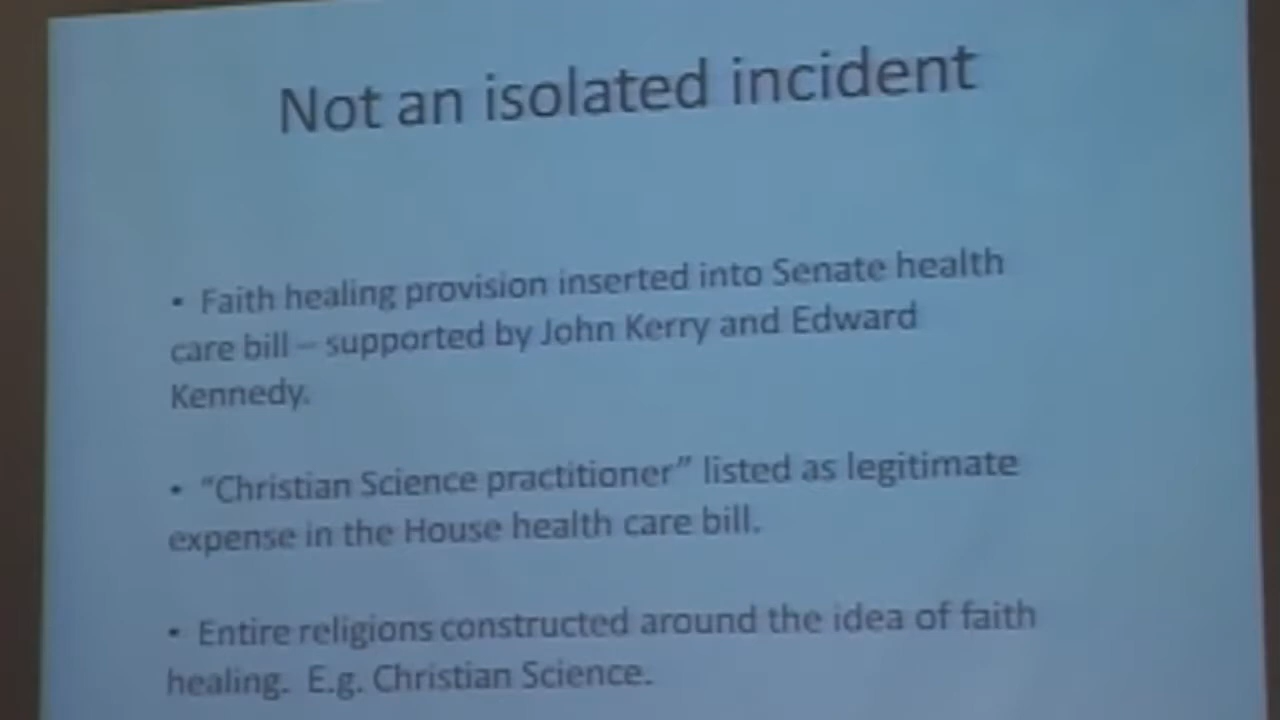 Not an isolated incident
• Faith healing provision inserted into Senate health
care bill – supported by John Kerry and Edward
Kennedy.
• “Christian Science practitioner” listed as legitimate
expense in the House health care bill.
• Entire religions constructed around the idea of faith
healing. E.g. Christian Science.